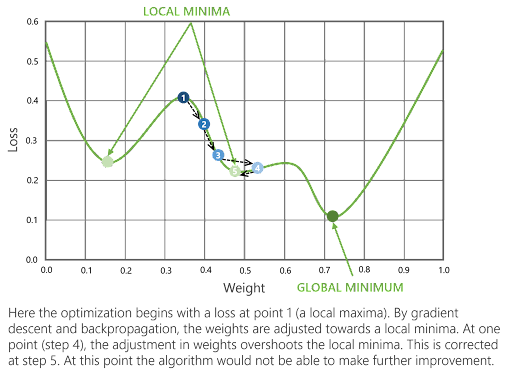 LOCAL MINIMA
0.6
0.5
0.4
0.3
0.2
0.1
0.0
Loss
1
2
3
4
5
0.0 0.1 0.2 0.3 0.4 0.5 0.6 0.7 0.8 0.9 1.0
Weight
GLOBAL MINIMUM
Here the optimization begins with a loss at point 1 (a local maxima). By gradient
descent and backpropagation, the weights are adjusted towards a local minima. At one
point (step 4), the adjustment in weights overshoots the local minima. This is corrected
at step 5. At this point the algorithm would not be able to make further improvement.